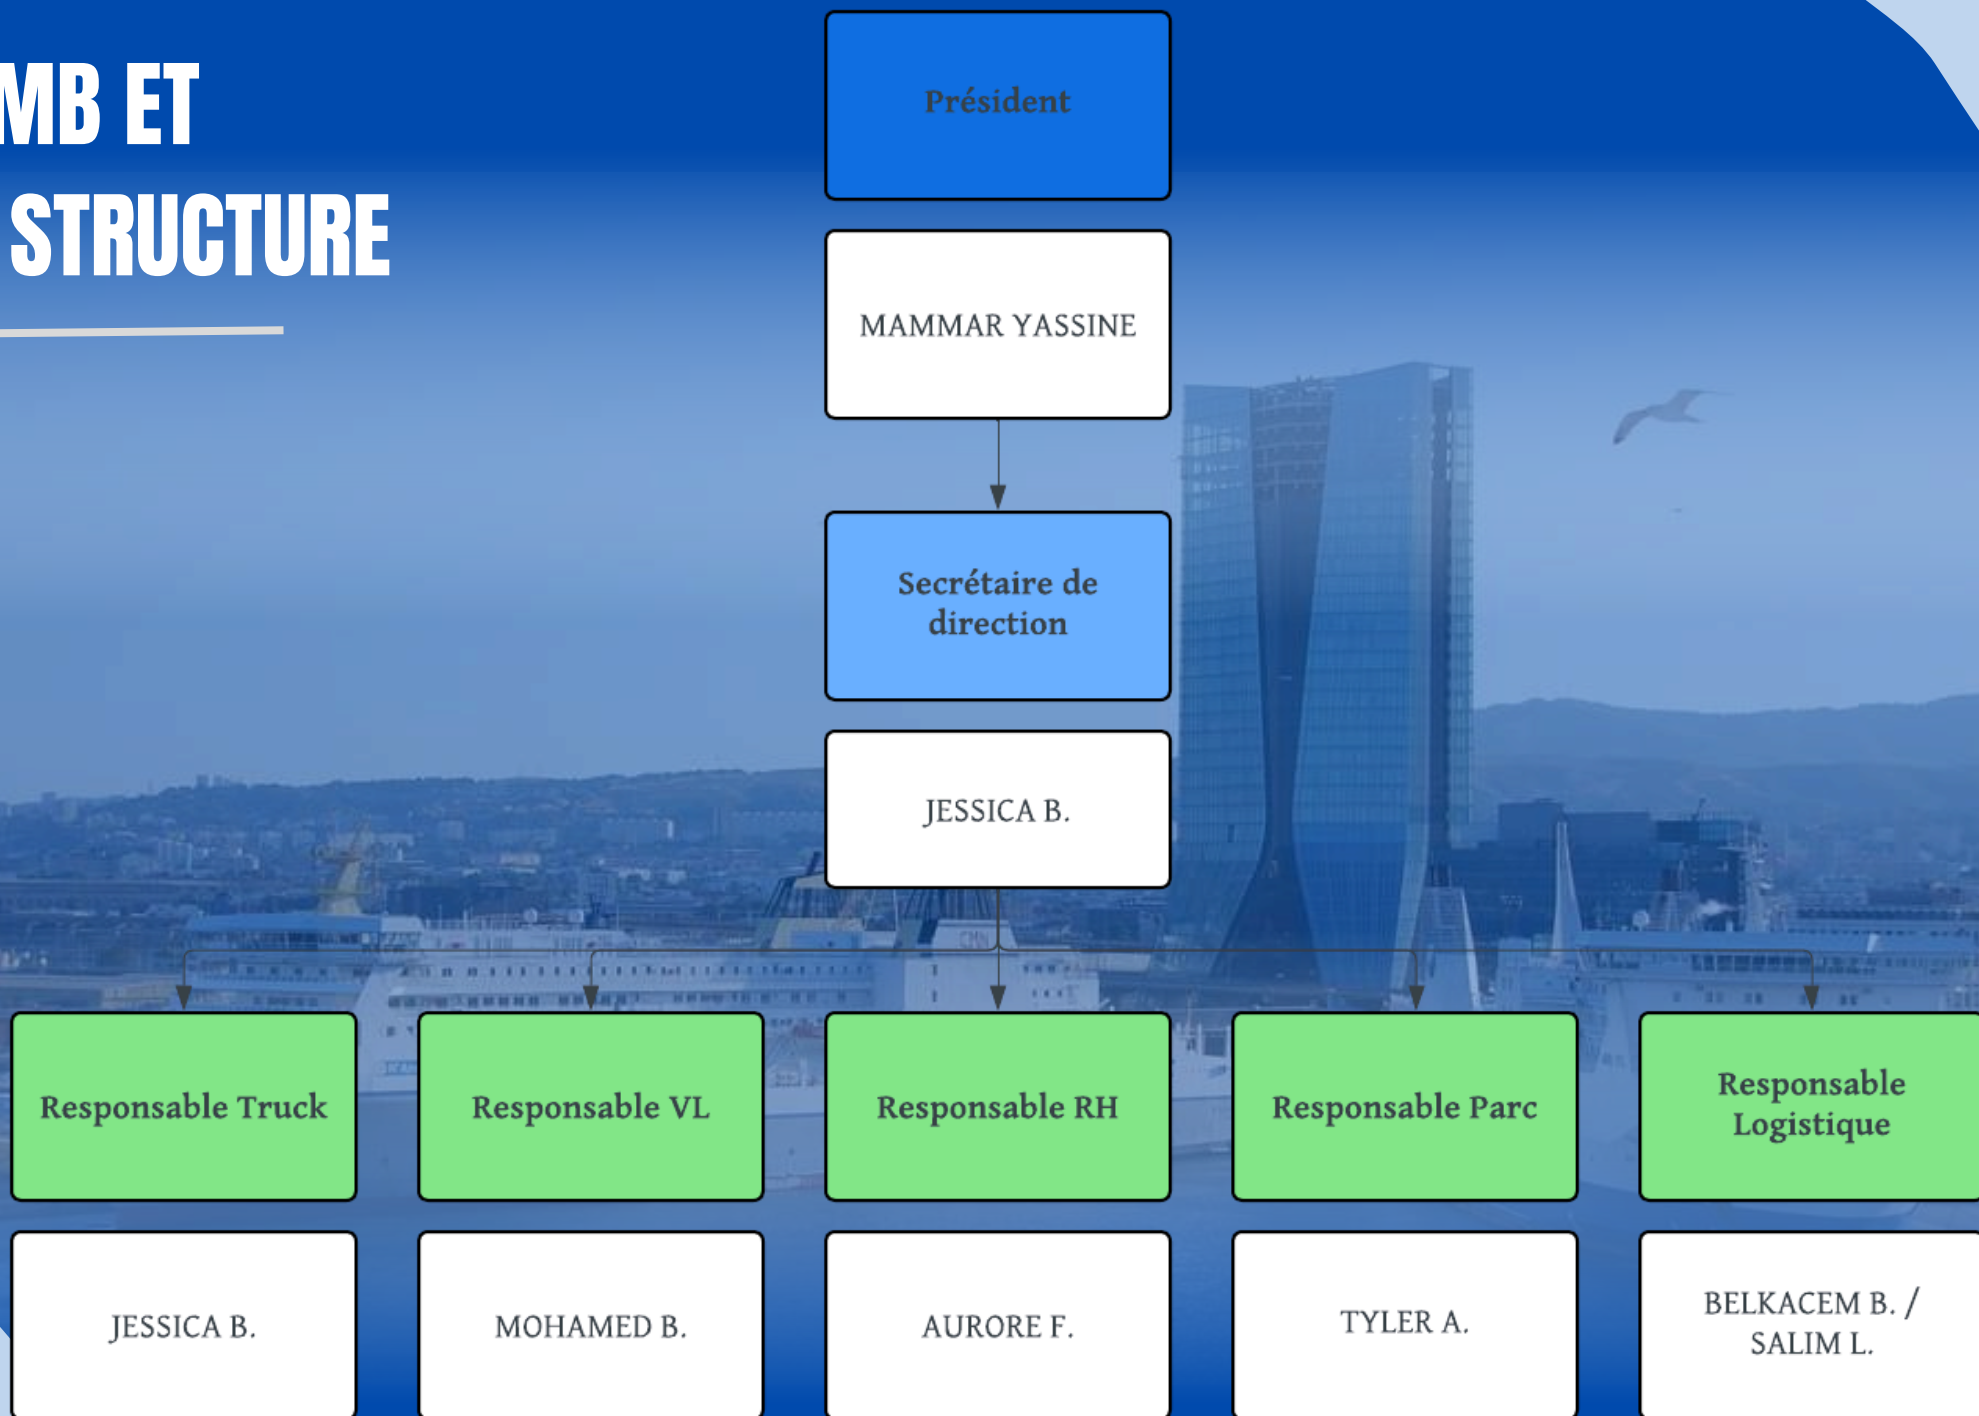 MB ET
STRUCTURE
Président
MAMMAR YASSINE
Secrétaire de
direction
JESSICA B.
Responsable Truck
Responsable VL
Responsable RH
Responsable Parc
Responsable
Logistique
JESSICA B.
MOHAMED B.
AURORE F.
TYLER A.
BELKACEM B. /
SALIM L.